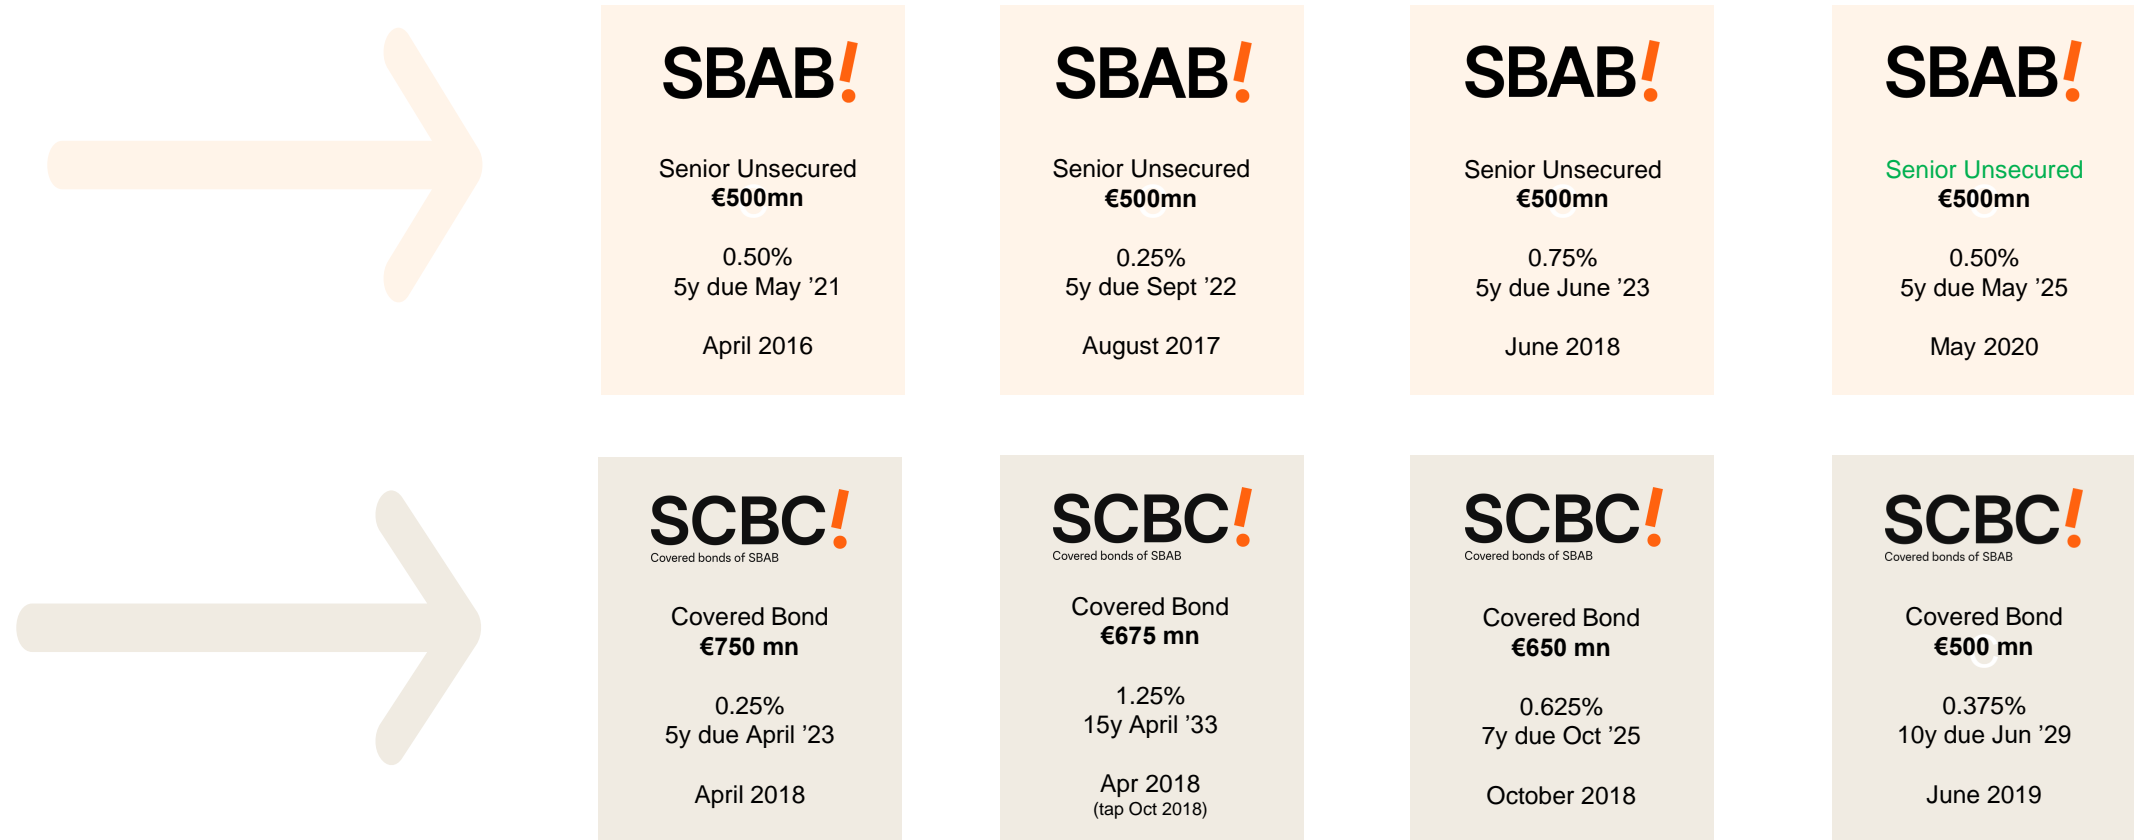 SBAB!
Senior Unsecured
€500mn
0.50%
5y due May ’21
April 2016
SBAB!
Senior Unsecured
€500mn
0.25%
5y due Sept ’22
August 2017
SBAB!
Senior Unsecured
€500mn
0.75%
5y due June ’23
June 2018
SBAB!
Senior Unsecured
€500mn
0.50%
5y due May ’25
May 2020
SCBC!
Covered bonds of SBAB
Covered Bond
€750 mn
0.25%
5y due April ’23
April 2018
SCBC!
Covered bonds of SBAB
Covered Bond
€675 mn
1.25%
15y April ’33
Apr 2018
(tap Oct 2018)
SCBC!
Covered bonds of SBAB
Covered Bond
€650 mn
0.625%
7y due Oct ’25
October 2018
SCBC!
Covered bonds of SBAB
Covered Bond
€500 mn
0.375%
10y due Jun ’29
June 2019